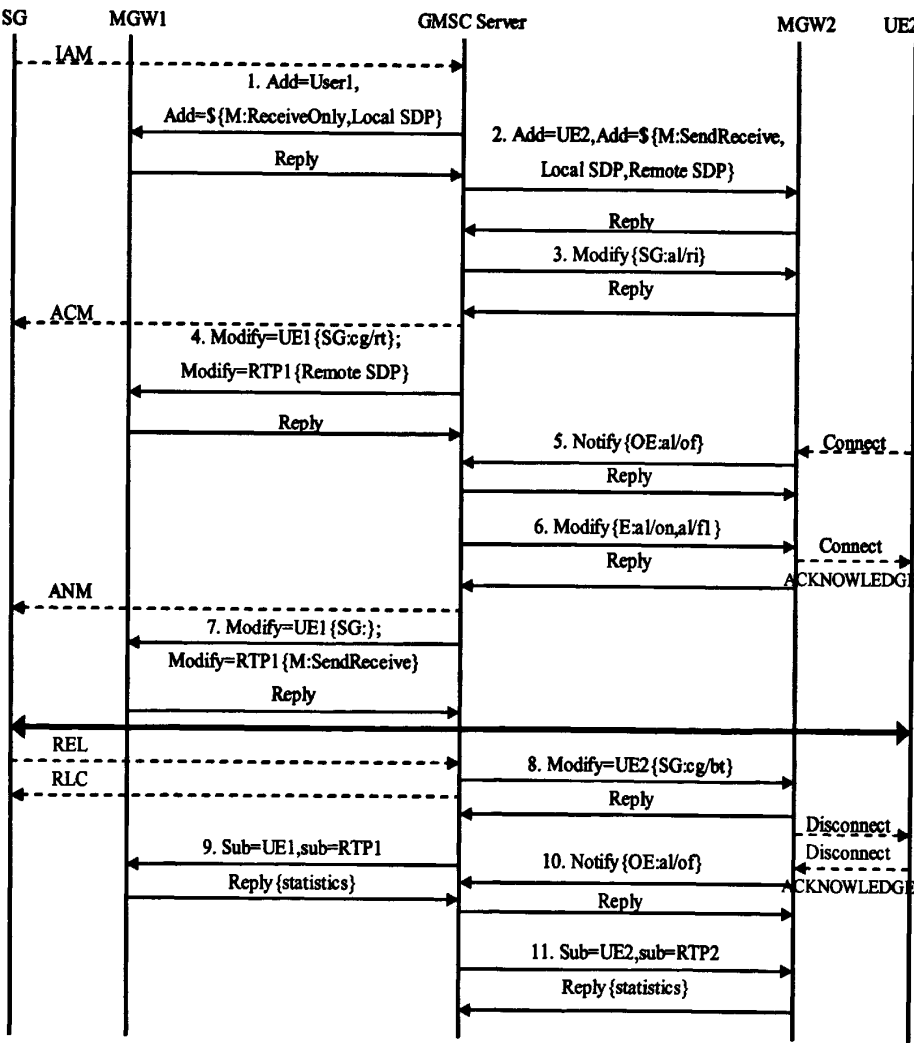 SG MGW1 GMSC Server MGW2 UE2
IAM
1. Add=User1,
Add=${M:ReceiveOnly,Local SDP}
2. Add=UE2,Add=${M:SendReceive,
Reply
Local SDP,Remote SDP}
Reply
3. Modify{SG:al/ri}
Reply
ACM
4. Modify=UE1{SG:cg/rt};
Modify=RTP1{Remote SDP}
Reply
5. Notify{OE:al/of}
Connect
Reply
6. Modify{E:al/on,al/fl}
Connect
Reply
ACKNOWLEDGE
ANM
7. Modify=UE1{SG:};
Modify=RTP1{M:SendReceive}
Reply
REL
8. Modify=UE2{SG:cg/bt}
RLC
Reply
Disconnect
9. Sub=UE1,sub=RTP1
Disconnect
10. Notify{OE:al/of}
Reply{statistics}
ACKNOWLEDGE
Reply
11. Sub=UE2,sub=RTP2
Reply{statistics}